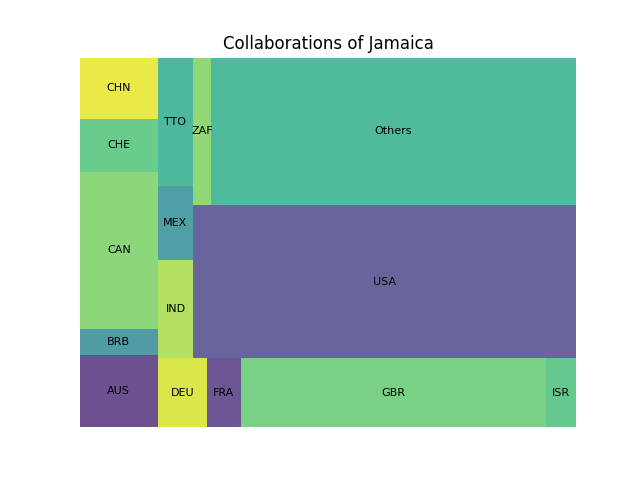 Collaborations of Jamaica
CHN
CHE
CAN
BRB
AUS
TTO
MEX
IND
ZAF
Others
USA
DEU
FRA
GBR
ISR